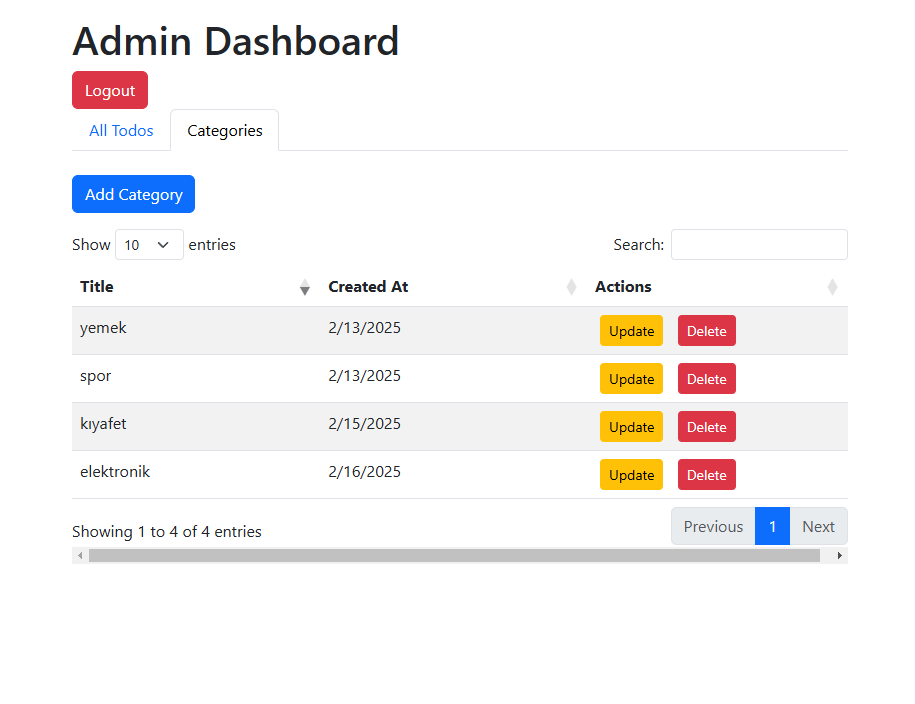 Admin Dashboard
Logout
All Todos Categories
Add Category
Show 10 entries Search:
Title Created At Actions
yemek 2/13/2025 Update Delete
spor 2/13/2025 Update Delete
kıyafet 2/15/2025 Update Delete
elektronik 2/16/2025 Update Delete
Showing 1 to 4 of 4 entries Previous 1 Next